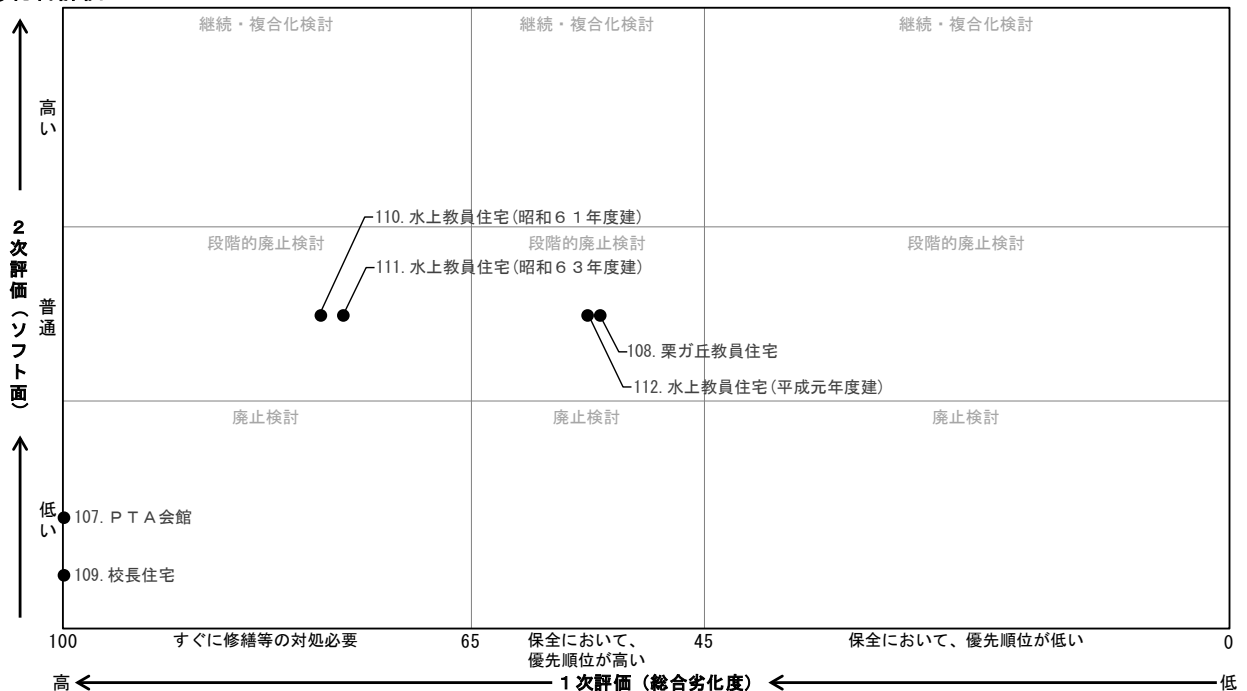 継続・複合化検討
継続・複合化検討
継続・複合化検討
高い
110. 水上教員住宅(昭和６１年度建)
段階的廃止検討
段階的廃止検討
段階的廃止検討
111. 水上教員住宅(昭和６３年度建)
２次評価（ソフト面）
普通
108. 栗ガ丘教員住宅
112. 水上教員住宅(平成元年度建)
廃止検討
廃止検討
廃止検討
低い
107. ＰＴＡ会館
109. 校長住宅
100
すぐに修繕等の対処必要
65
保全において、
優先順位が高い
45
保全において、優先順位が低い
0
高
１次評価（総合劣化度）
低